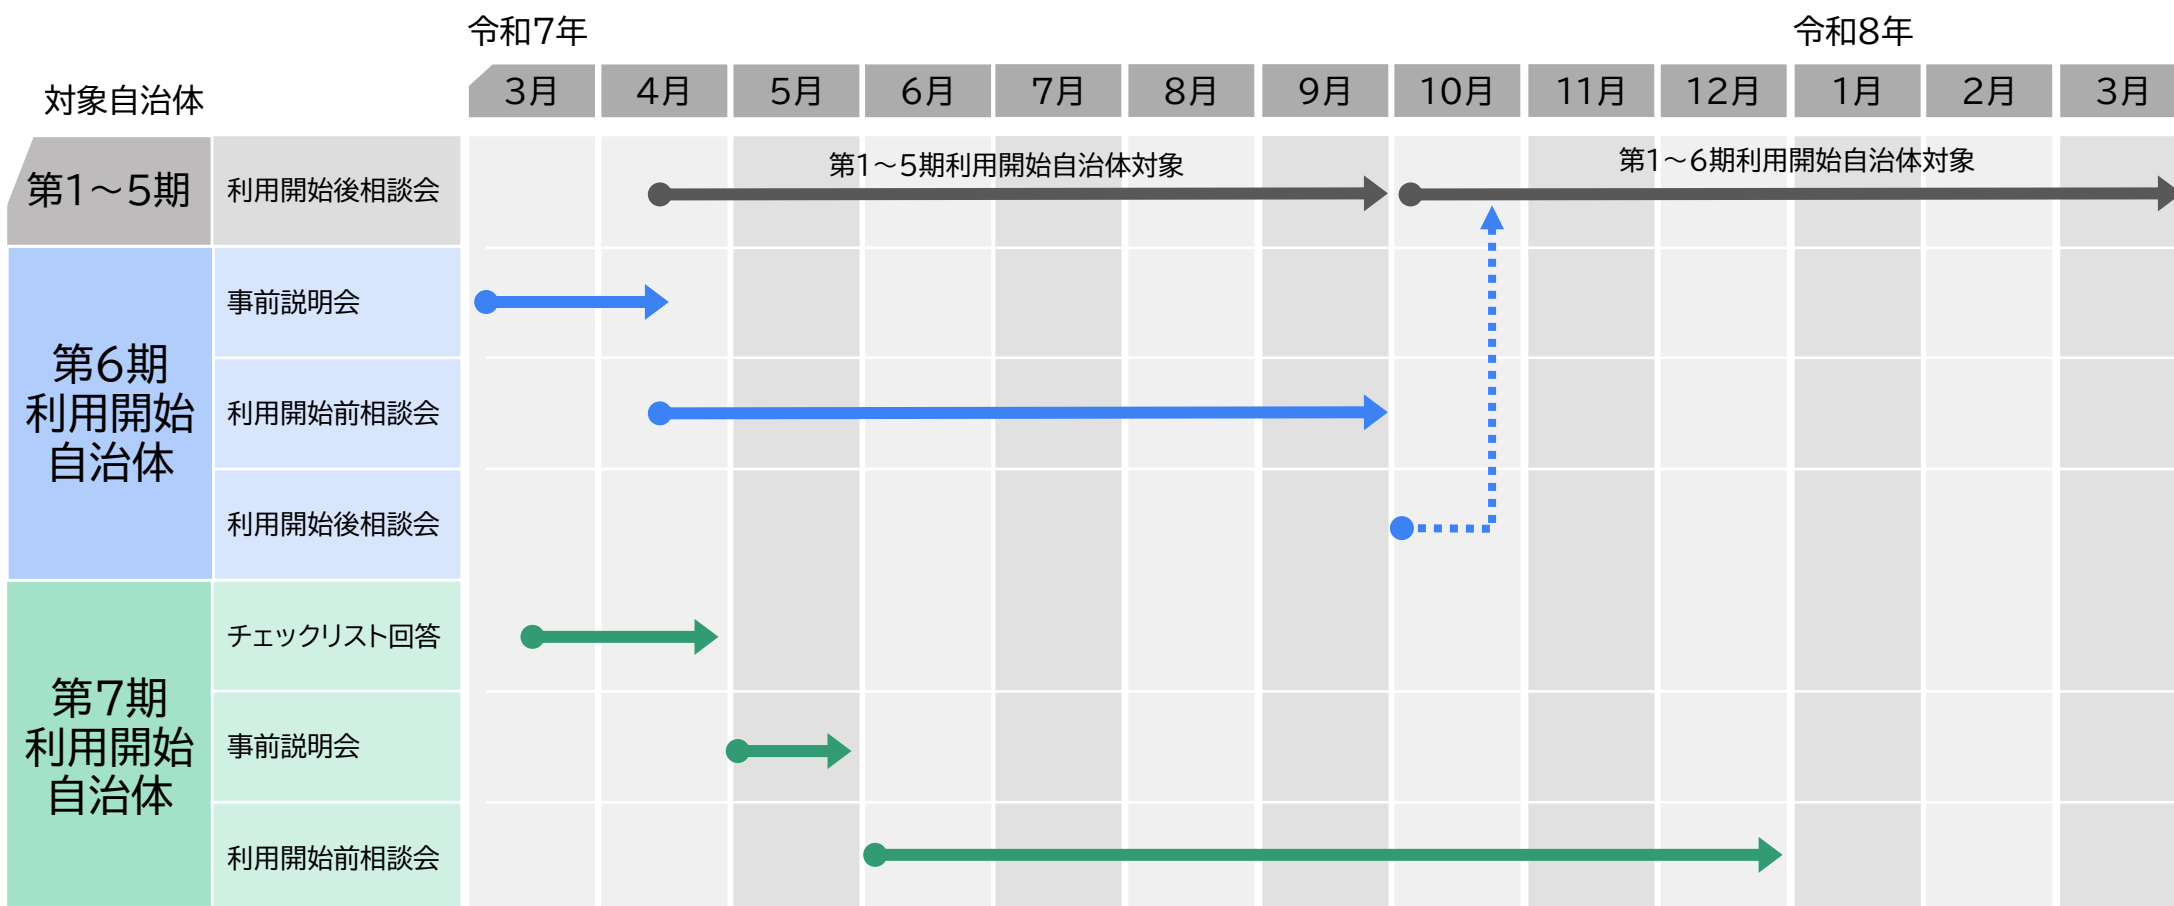 令和7年
令和8年
対象自治体
3月
4月
5月
6月
7月
8月
9月
10月
11月
12月
1月
2月
3月
第1～5期
利用開始後相談会
第1～5期利用開始自治体対象
第1～6期利用開始自治体対象
第6期
利用開始
自治体
事前説明会
利用開始前相談会
利用開始後相談会
第7期
利用開始
自治体
チェックリスト回答
事前説明会
利用開始前相談会